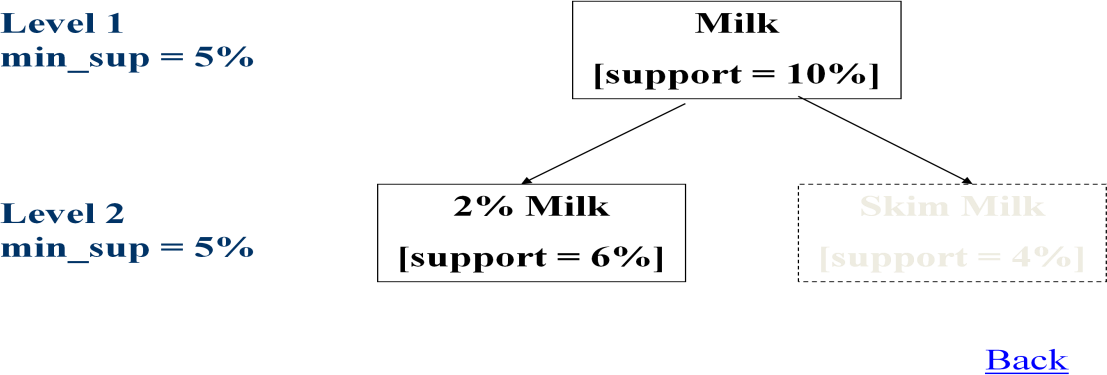 Level 1
min_sup = 5%
Milk
[support = 10%]
Level 2
min_sup = 5%
2% Milk
[support = 6%]
Skim Milk
[support = 4%]
Back